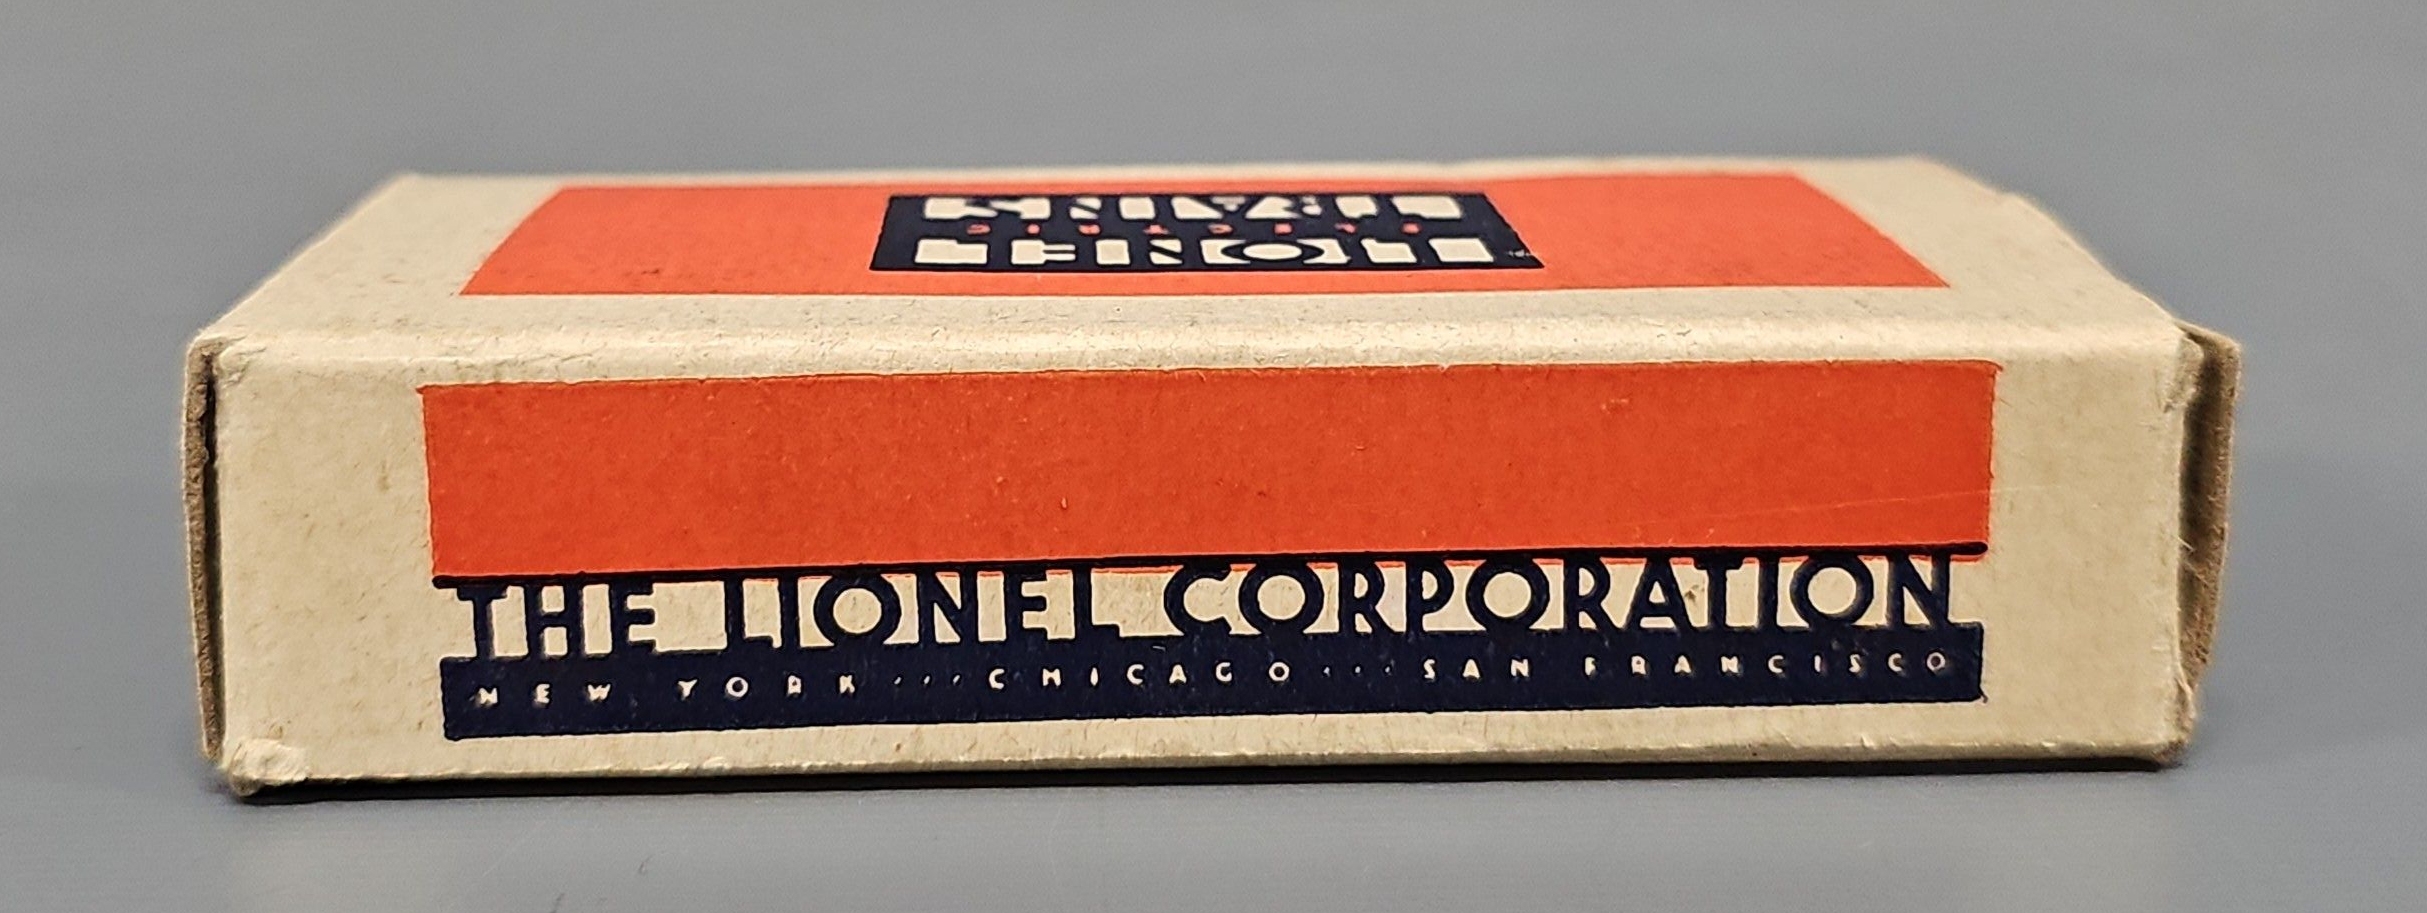 LIONEL
ELECTRIC
TRAINS
THE LIONEL CORPORATION
NEW YORK···CHICAGO···SAN FRANCISCO